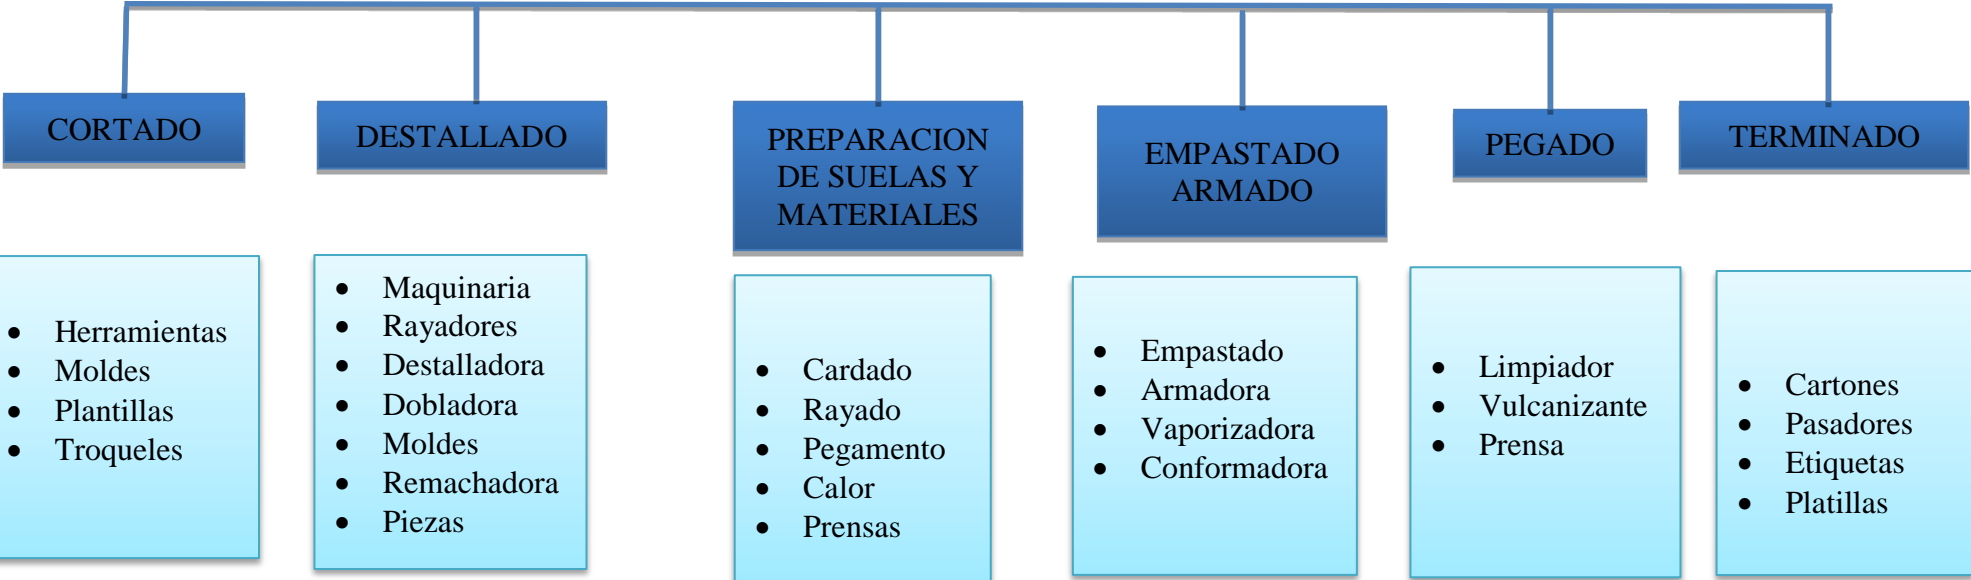 CORTADO
DESTALLADO
PREPARACION
DE SUELAS Y
MATERIALES
EMPASTADO
ARMADO
PEGADO
TERMINADO
• Herramientas
• Moldes
• Plantillas
• Troqueles
• Maquinaria
• Rayadores
• Destalladora
• Dobladora
• Moldes
• Remachadora
• Piezas
• Cardado
• Rayado
• Pegamento
• Calor
• Prensas
• Empastado
• Armadora
• Vaporizadora
• Conformadora
• Limpiador
• Vulcanizante
• Prensa
• Cartones
• Pasadores
• Etiquetas
• Platillas